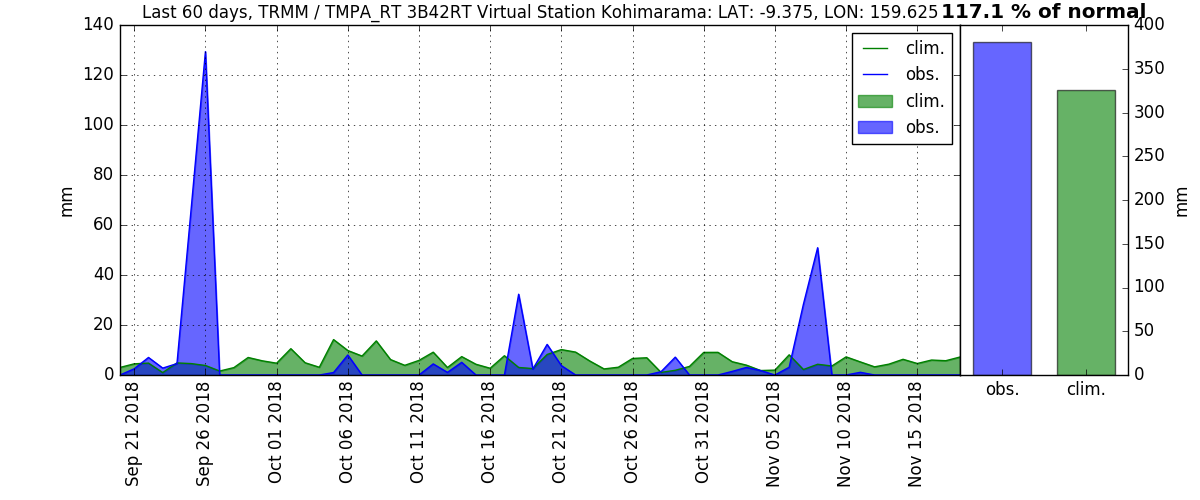 Last 60 days, TRMM / TMPA_RT 3B42RT Virtual Station Kohimarama: LAT: -9.375, LON: 159.625
117.1 % of normal
140
120
100
80
60
40
20
0
mm
clim.
obs.
clim.
obs.
Sep 21 2018
Sep 26 2018
Oct 01 2018
Oct 06 2018
Oct 11 2018
Oct 16 2018
Oct 21 2018
Oct 26 2018
Oct 31 2018
Nov 05 2018
Nov 10 2018
Nov 15 2018
400
350
300
250
200
150
100
50
0
mm
obs.
clim.